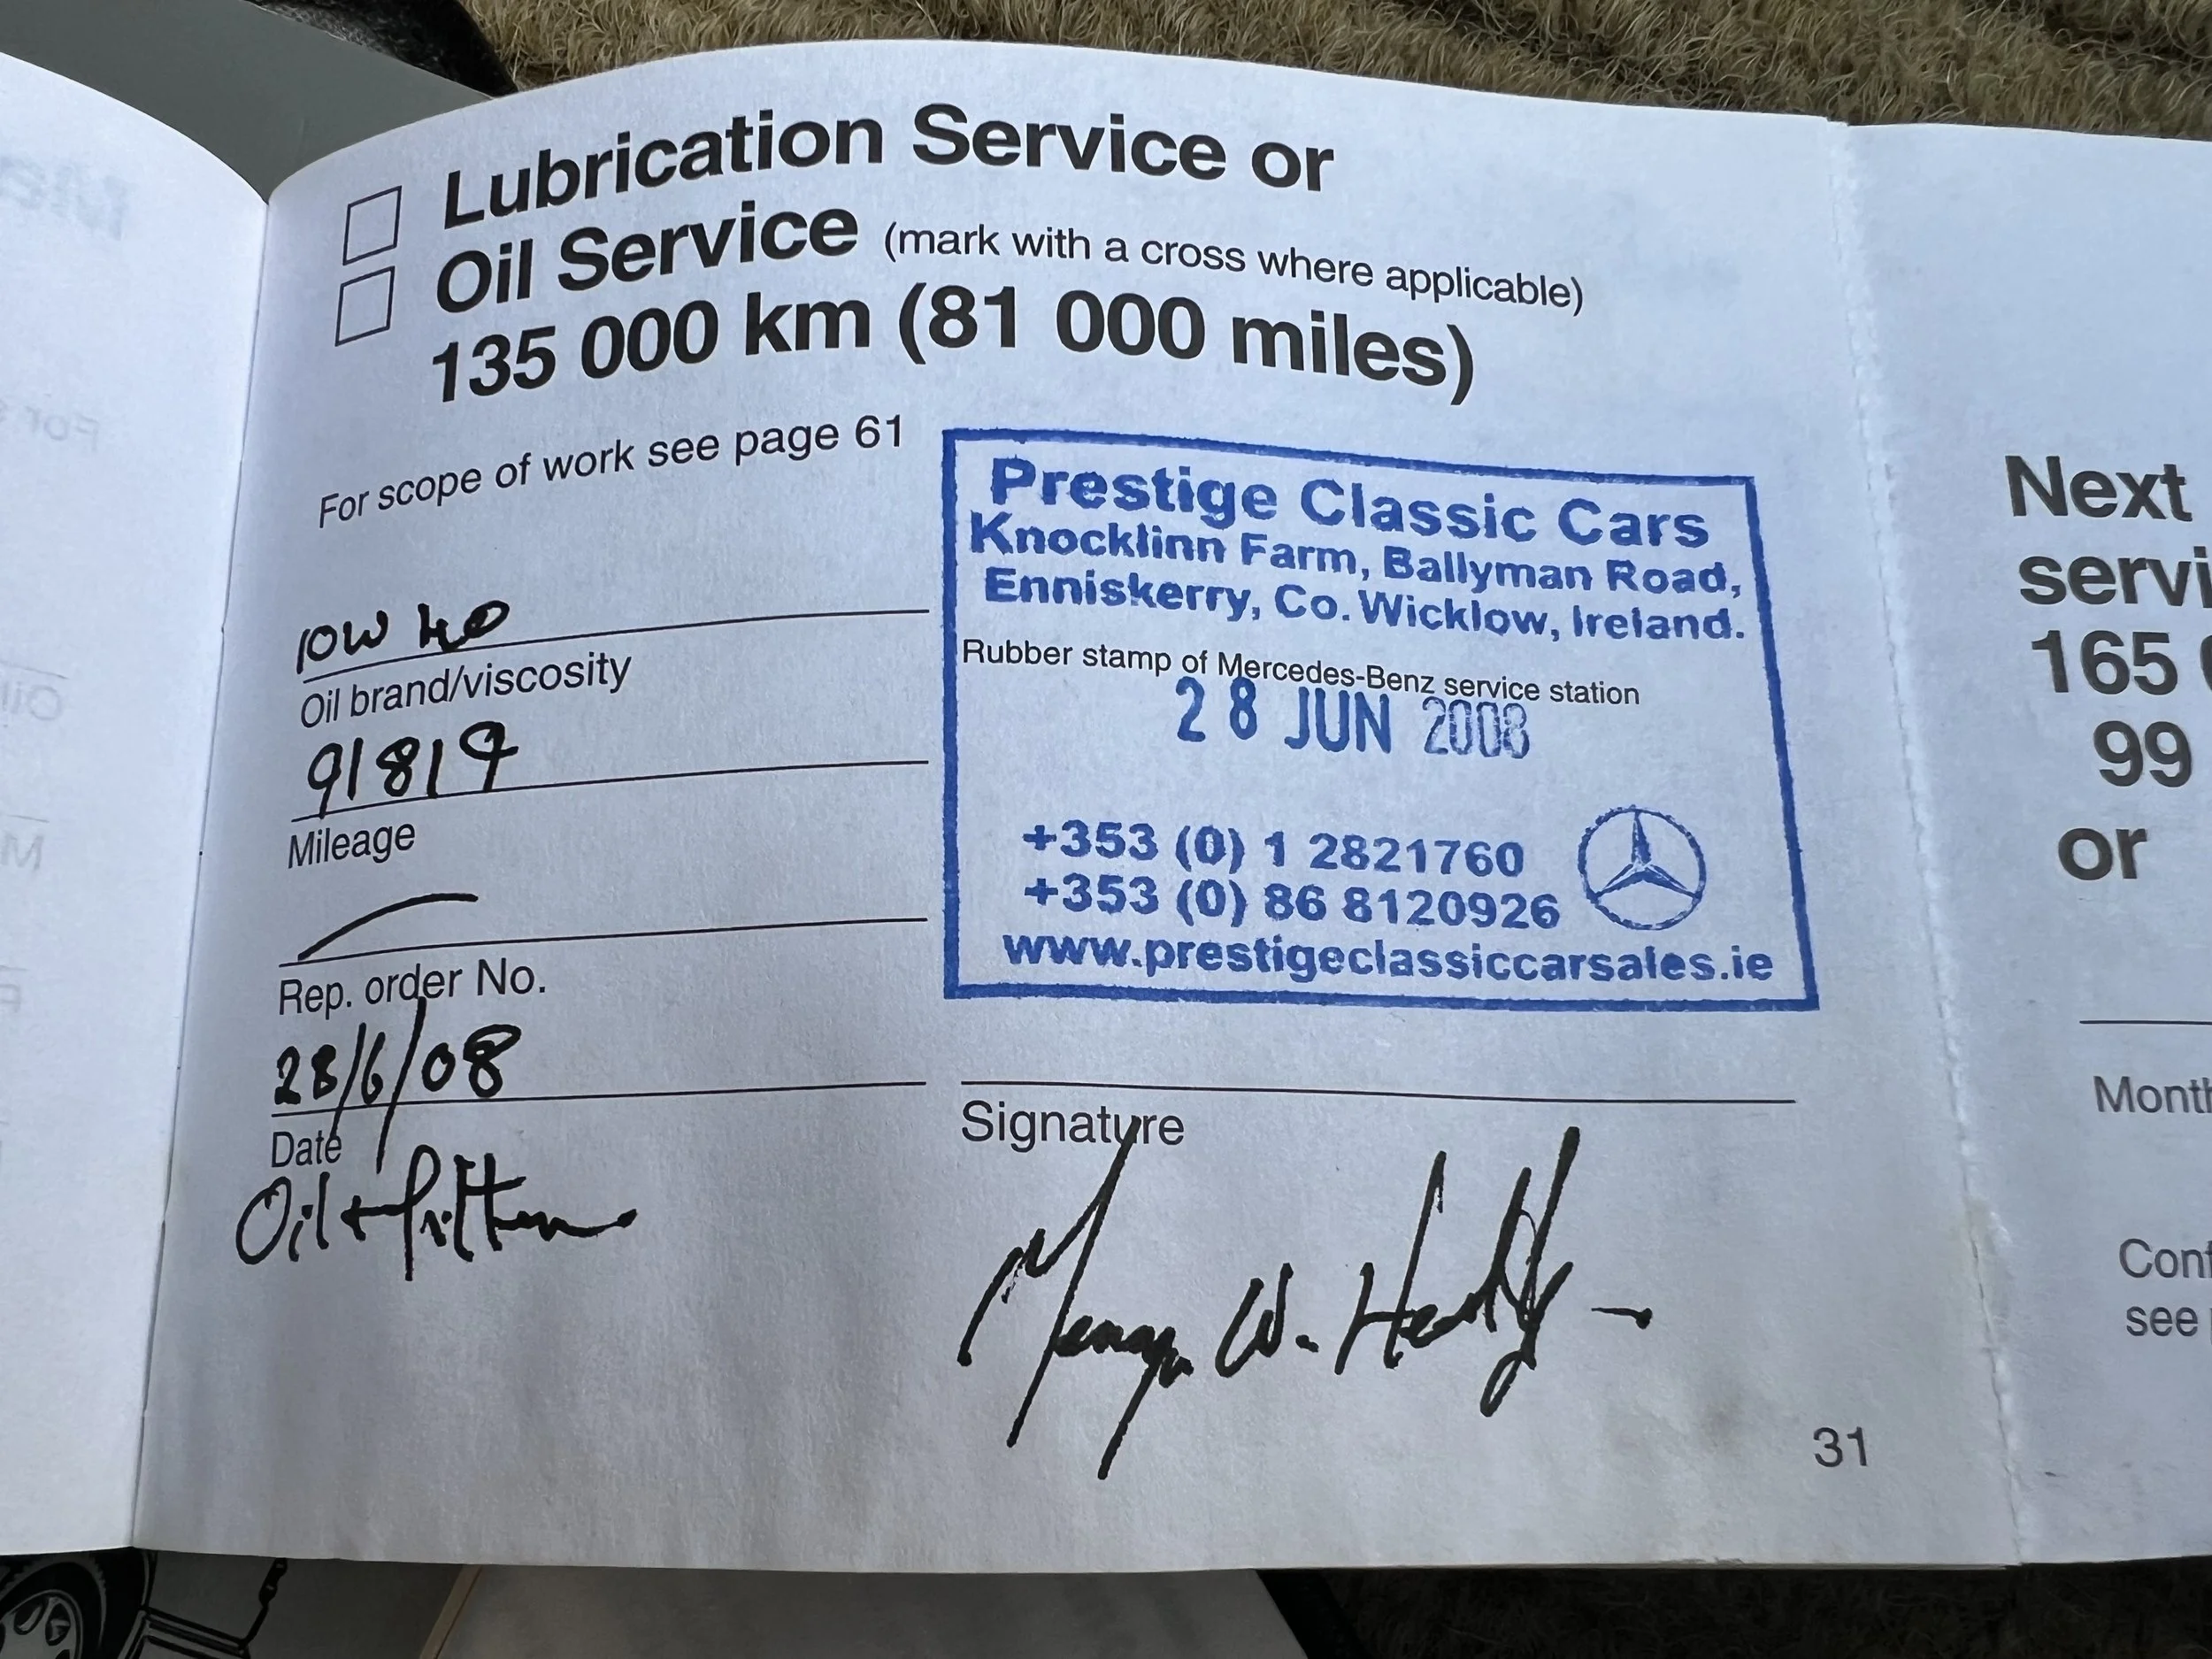 Lubrication Service or
Oil Service (mark with a cross where applicable)
135 000 km (81 000 miles)
For scope of work see page 61
10W 40
Oil brand/viscosity
91819
Mileage
Rep. order No.
28/6/08
Date
Oil + Filter
Prestige Classic Cars
Knocklinn Farm, Ballyman Road,
Enniskerry, Co. Wicklow, Ireland.
Rubber stamp of Mercedes-Benz service station
28 JUN 2008
+353 (0) 1 2821760
+353 (0) 86 8120926
www.prestigeclassiccarsales.ie
Signature
31
Next
servi
165
99
or
Month
Conf
see